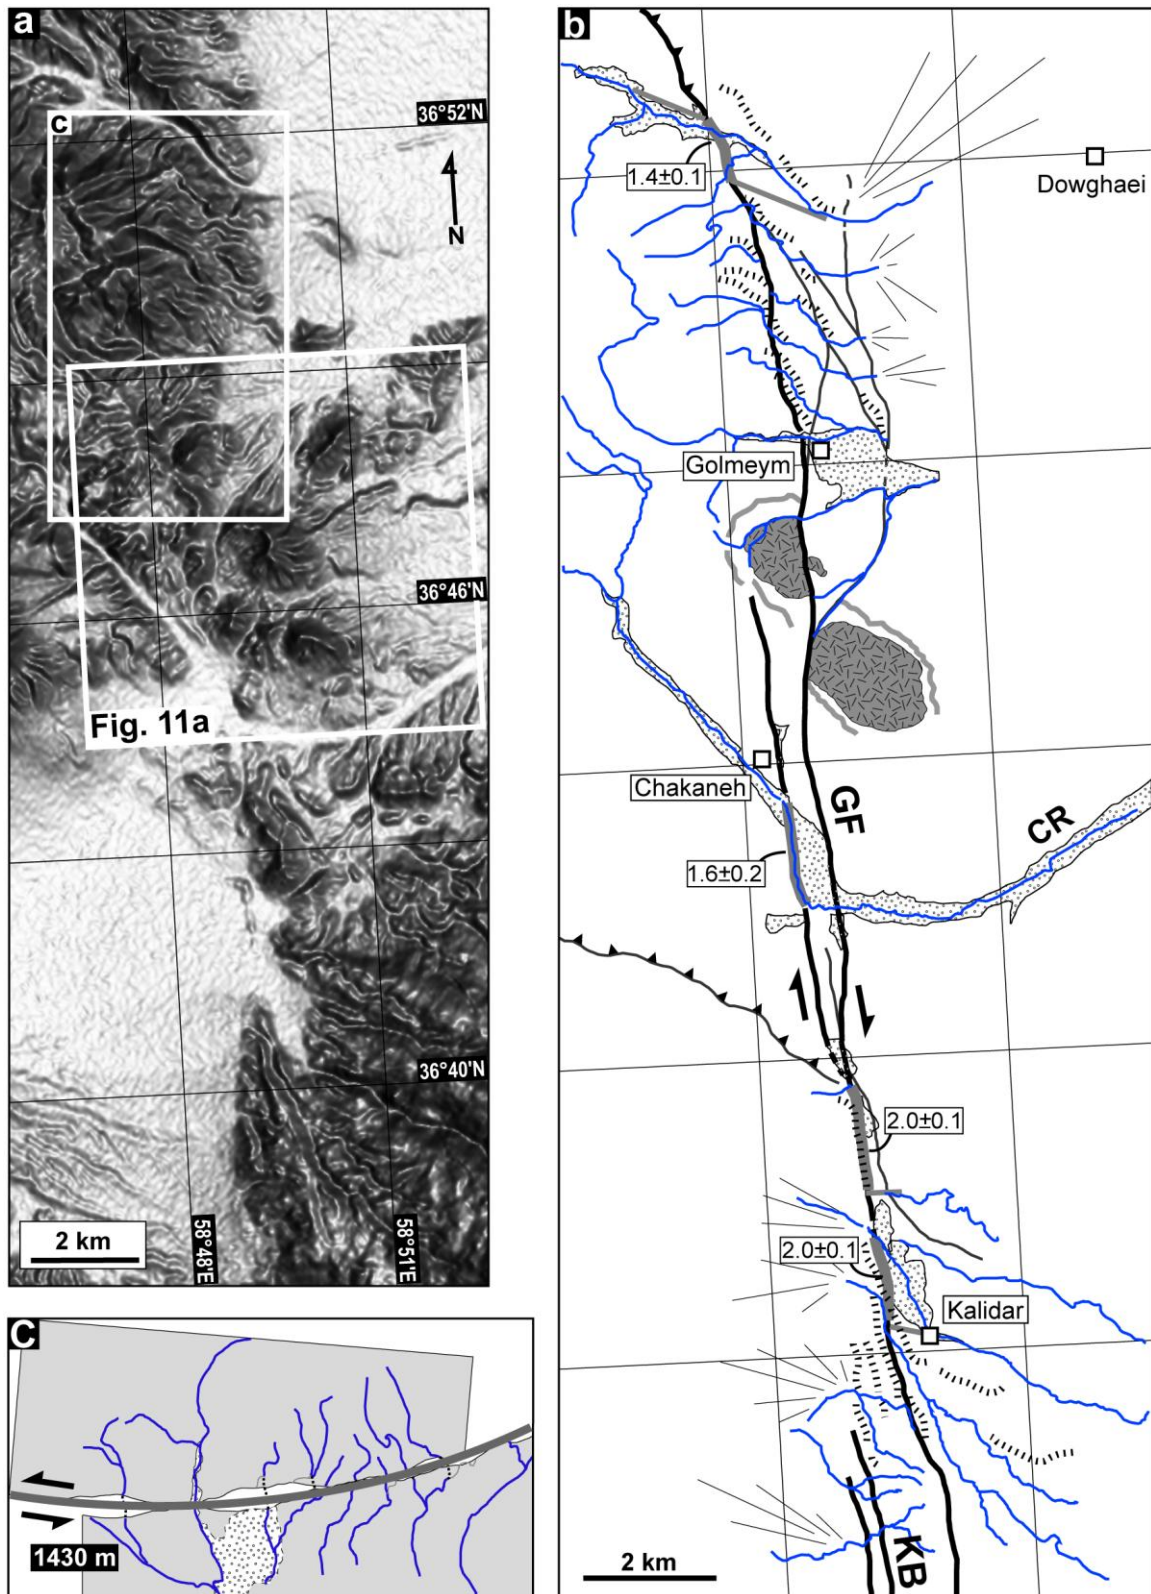 a
c
36°52'N
N
36°46'N
Fig. 11a
36°40'N
2 km
58°48'E
58°51'E
b
1.4±0.1
Dowghaei
Golmeym
Chakaneh
GF
CR
1.6±0.2
2.0±0.1
2.0±0.1
Kalidar
KB
2 km
C
1430 m